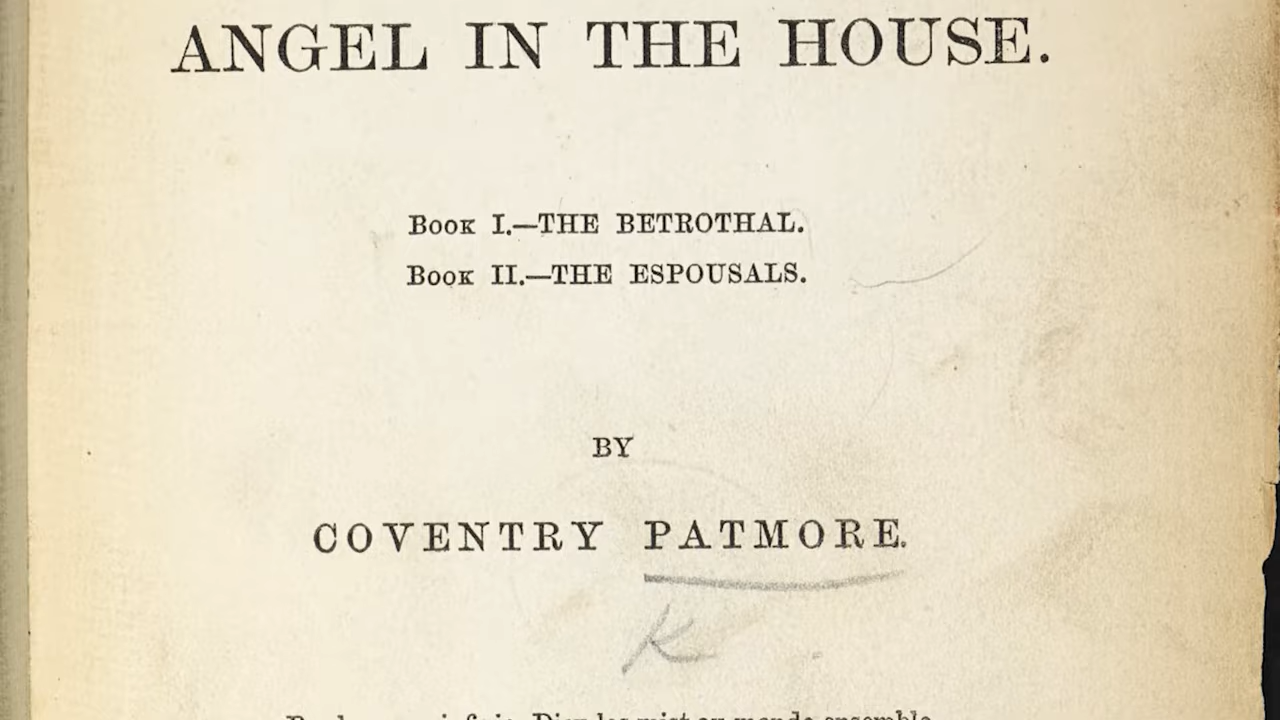 ANGEL IN THE HOUSE.
Book I.—THE BETROTHAL.
Book II.—THE ESPOUSALS.
BY
COVENTRY PATMORE.
K